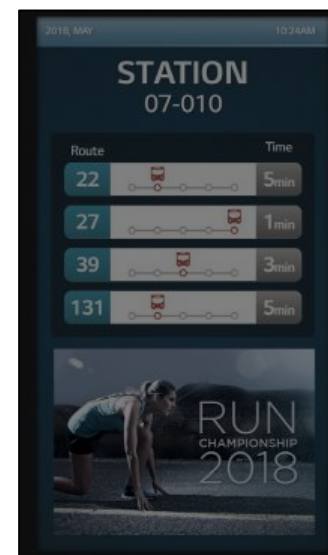 2018, MAY 10:24AM
STATION
07-010
Route Time
22 5min
27 1min
39 3min
131 5min
RUN
CHAMPIONSHIP
2018